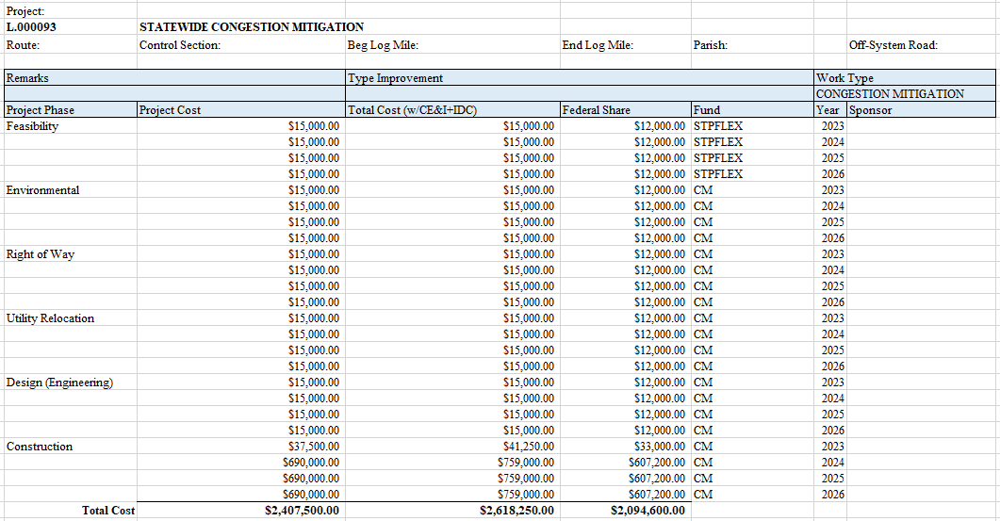 Project:
L.000093 STATEWIDE CONGESTION MITIGATION
Route: Control Section: Beg Log Mile: End Log Mile: Parish: Off-System Road:
Remarks Type Improvement Work Type
CONGESTION MITIGATION
Project Phase Project Cost Total Cost (w/CE&I+IDC) Federal Share Fund Year Sponsor
Feasibility $15,000.00 $15,000.00 $12,000.00 STPFLEX 2023
$15,000.00 $15,000.00 $12,000.00 STPFLEX 2024
$15,000.00 $15,000.00 $12,000.00 STPFLEX 2025
$15,000.00 $15,000.00 $12,000.00 STPFLEX 2026
Environmental $15,000.00 $15,000.00 $12,000.00 CM 2023
$15,000.00 $15,000.00 $12,000.00 CM 2024
$15,000.00 $15,000.00 $12,000.00 CM 2025
$15,000.00 $15,000.00 $12,000.00 CM 2026
Right of Way $15,000.00 $15,000.00 $12,000.00 CM 2023
$15,000.00 $15,000.00 $12,000.00 CM 2024
$15,000.00 $15,000.00 $12,000.00 CM 2025
$15,000.00 $15,000.00 $12,000.00 CM 2026
Utility Relocation $15,000.00 $15,000.00 $12,000.00 CM 2023
$15,000.00 $15,000.00 $12,000.00 CM 2024
$15,000.00 $15,000.00 $12,000.00 CM 2025
$15,000.00 $15,000.00 $12,000.00 CM 2026
Design (Engineering) $15,000.00 $15,000.00 $12,000.00 CM 2023
$15,000.00 $15,000.00 $12,000.00 CM 2024
$15,000.00 $15,000.00 $12,000.00 CM 2025
$15,000.00 $15,000.00 $12,000.00 CM 2026
Construction $37,500.00 $41,250.00 $33,000.00 CM 2023
$690,000.00 $759,000.00 $607,200.00 CM 2024
$690,000.00 $759,000.00 $607,200.00 CM 2025
$690,000.00 $759,000.00 $607,200.00 CM 2026
Total Cost $2,407,500.00 $2,618,250.00 $2,094,600.00